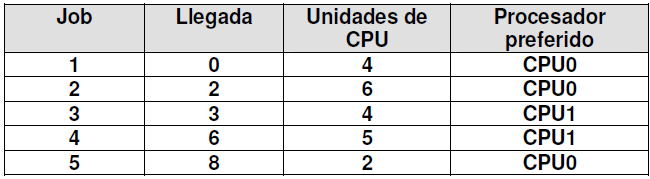 Job Llegada Unidades de CPU Procesador preferido
1 0 4 CPU0
2 2 6 CPU0
3 3 4 CPU1
4 6 5 CPU1
5 8 2 CPU0